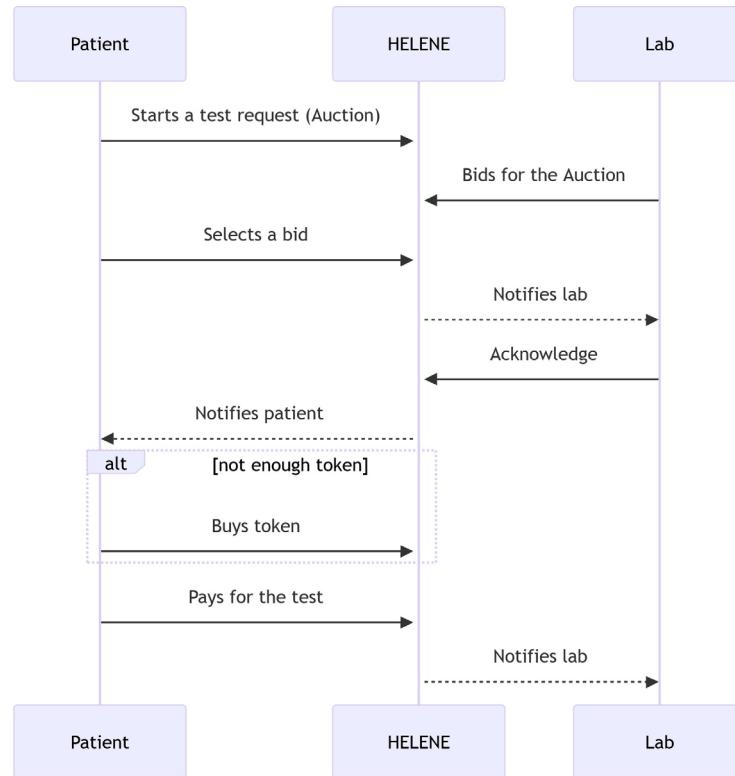 Patient
HELENE
Lab
Starts a test request (Auction)
Bids for the Auction
Selects a bid
Notifies lab
Acknowledge
Notifies patient
alt
[not enough token]
Buys token
Pays for the test
Notifies lab
Patient
HELENE
Lab